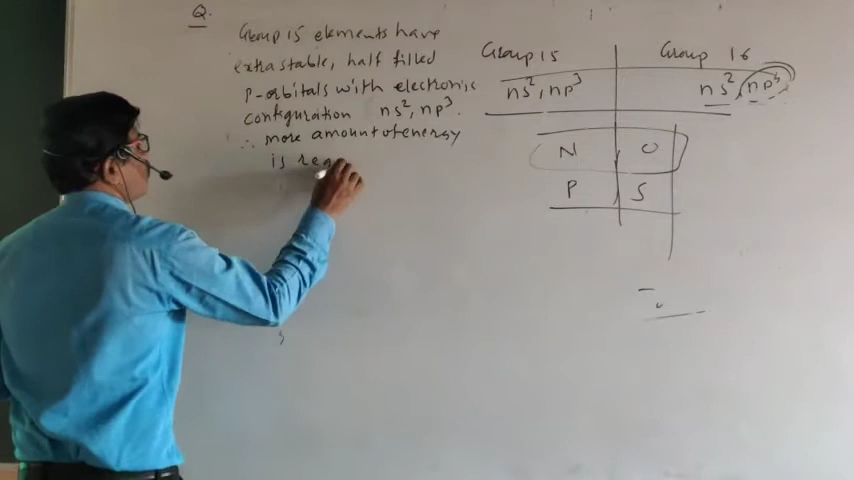 Q.
Group 15 elements have
extra stable, half filled
p-orbitals with electronic
configuration ns², np³.
∴ more amount of energy
is req
Group 15 Group 16
ns², np³ ns², np⁴
N O
P S